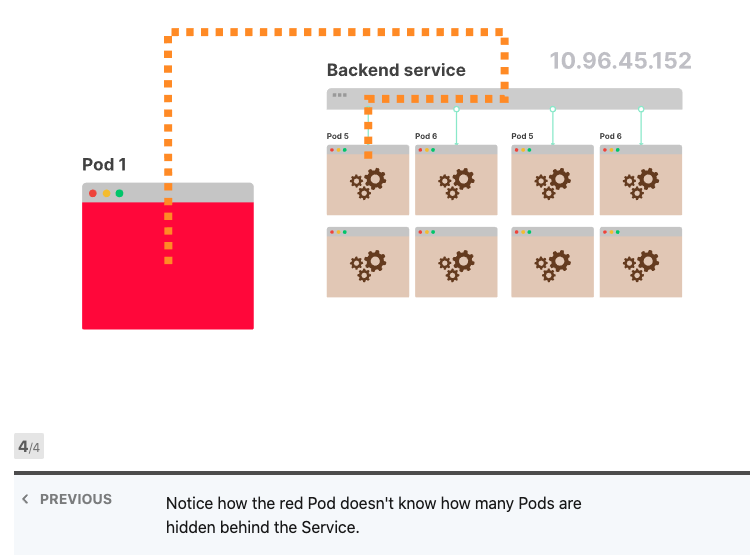 10.96.45.152
Backend service
Pod 5
Pod 6
Pod 5
Pod 6
Pod 1
4/4
PREVIOUS
Notice how the red Pod doesn't know how many Pods are
hidden behind the Service.